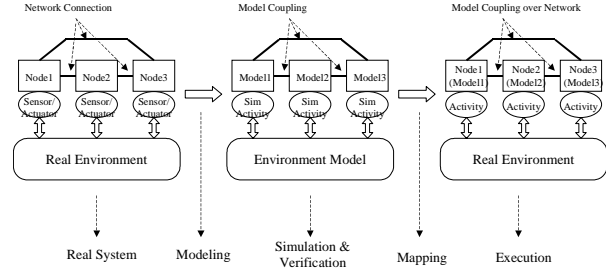 Network Connection
Model Coupling
Model Coupling over Network
Node1
Node2
Node3
Model1
Model2
Model3
Node1
(Model1)
Node2
(Model2)
Node3
(Model3)
Sensor/
Actuator
Sensor/
Actuator
Sensor/
Actuator
Sim
Activity
Sim
Activity
Sim
Activity
Activity
Activity
Activity
Real Environment
Environment Model
Real Environment
Real System
Modeling
Simulation &
Verification
Mapping
Execution